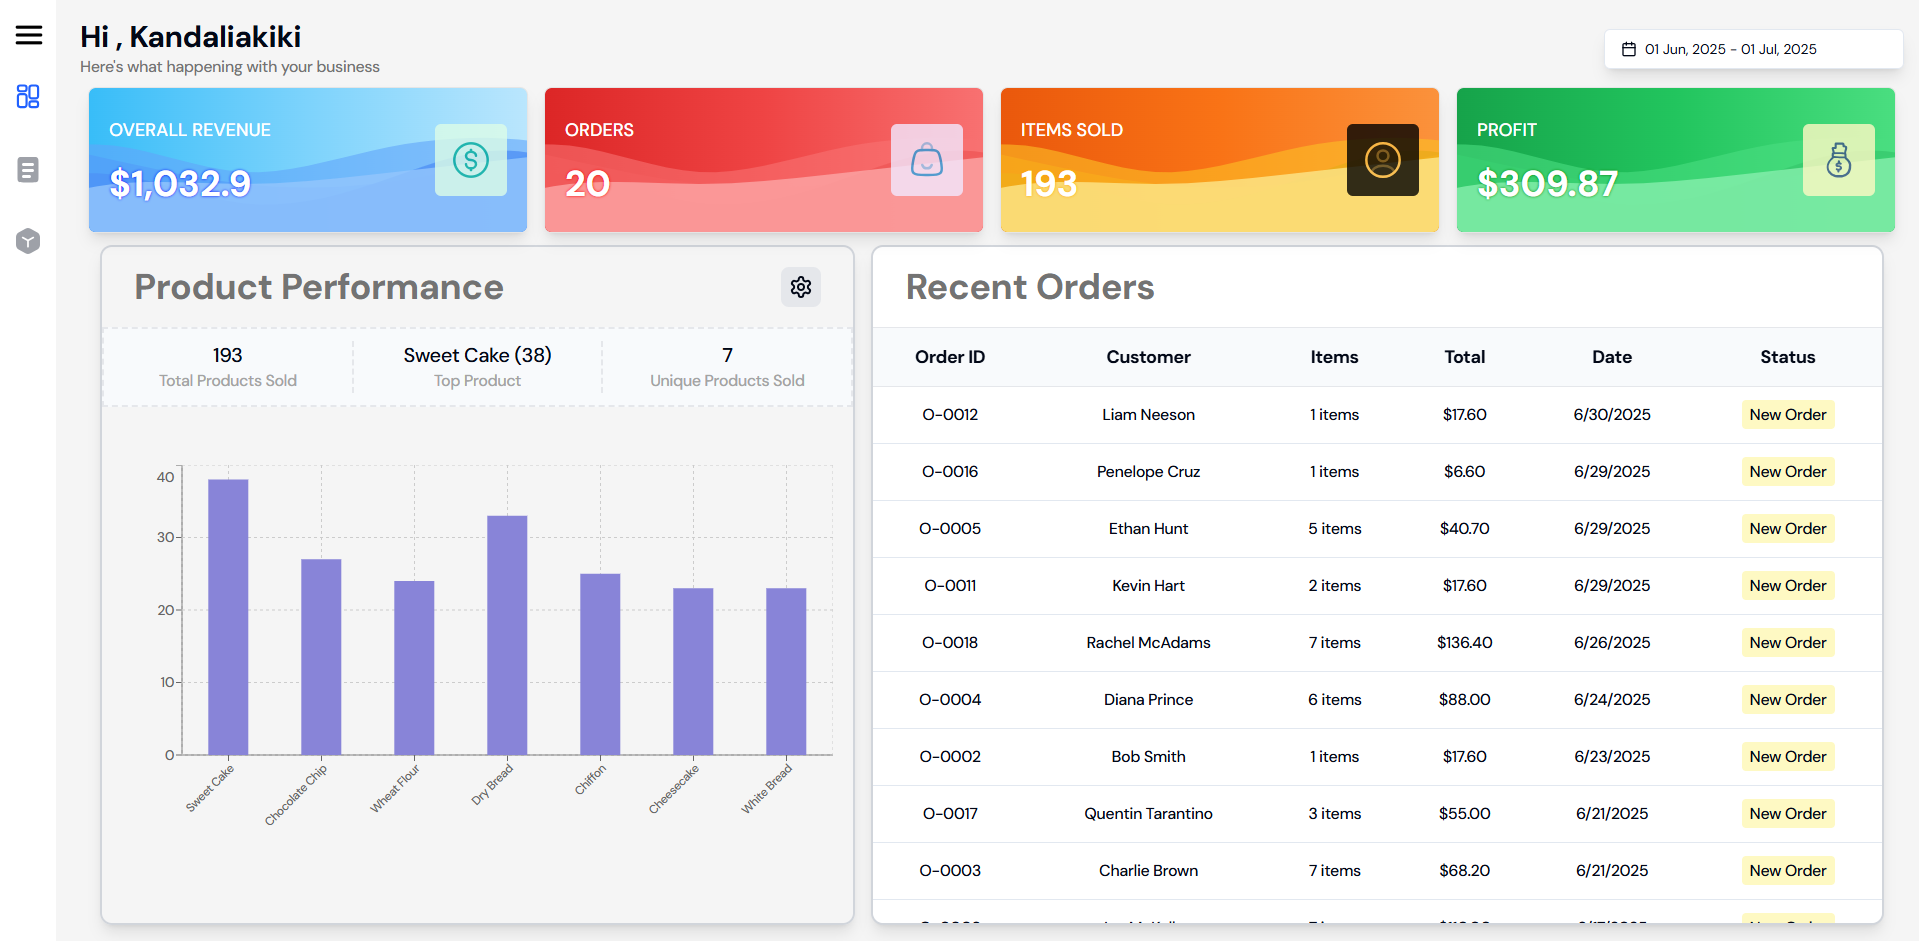 Hi , Kandaliakiki
Here's what happening with your business
01 Jun, 2025 - 01 Jul, 2025
OVERALL REVENUE
$1,032.9
ORDERS
20
ITEMS SOLD
193
PROFIT
$309.87
Product Performance
193
Total Products Sold
Sweet Cake (38)
Top Product
7
Unique Products Sold
40
30
20
10
0
Sweet Cake
Chocolate Chip
Wheat Flour
Dry Bread
Chiffon
Cheesecake
White Bread
Recent Orders
Order ID Customer Items Total Date Status
O-0012 Liam Neeson 1 items $17.60 6/30/2025 New Order
O-0016 Penelope Cruz 1 items $6.60 6/29/2025 New Order
O-0005 Ethan Hunt 5 items $40.70 6/29/2025 New Order
O-0011 Kevin Hart 2 items $17.60 6/29/2025 New Order
O-0018 Rachel McAdams 7 items $136.40 6/26/2025 New Order
O-0004 Diana Prince 6 items $88.00 6/24/2025 New Order
O-0002 Bob Smith 1 items $17.60 6/23/2025 New Order
O-0017 Quentin Tarantino 3 items $55.00 6/21/2025 New Order
O-0003 Charlie Brown 7 items $68.20 6/21/2025 New Order